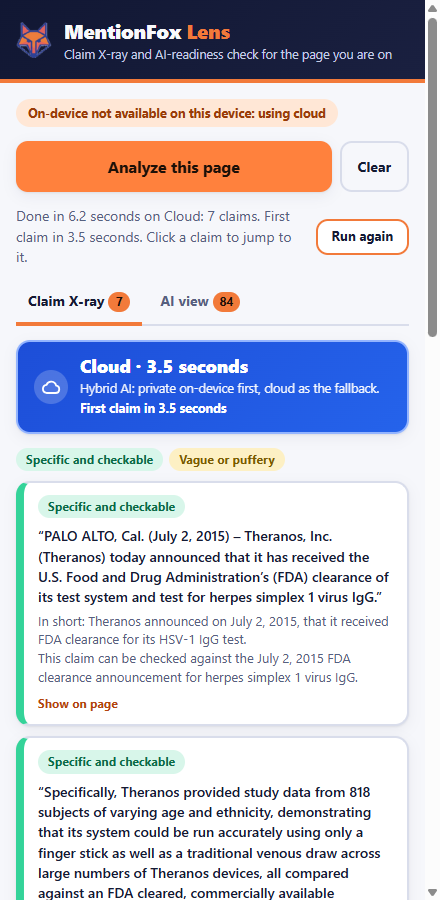 MentionFox Lens
Claim X-ray and AI-readiness check for the page you are on
On-device not available on this device: using cloud
Analyze this page
Clear
Done in 6.2 seconds on Cloud: 7 claims. First
claim in 3.5 seconds. Click a claim to jump to
it.
Run again
Claim X-ray 7
AI view 84
Cloud · 3.5 seconds
Hybrid AI: private on-device first, cloud as the fallback.
First claim in 3.5 seconds
Specific and checkable
Vague or puffery
Specific and checkable
“PALO ALTO, Cal. (July 2, 2015) – Theranos, Inc.
(Theranos) today announced that it has received the
U.S. Food and Drug Administration’s (FDA) clearance of
its test system and test for herpes simplex 1 virus IgG.”
In short: Theranos announced on July 2, 2015, that it received
FDA clearance for its HSV-1 IgG test.
This claim can be checked against the July 2, 2015 FDA
clearance announcement for herpes simplex 1 virus IgG.
Show on page
Specific and checkable
“Specifically, Theranos provided study data from 818
subjects of varying age and ethnicity, demonstrating
that its system could be run accurately using only a
finger stick as well as a traditional venous draw across
large numbers of Theranos devices, all compared
against an FDA cleared, commercially available